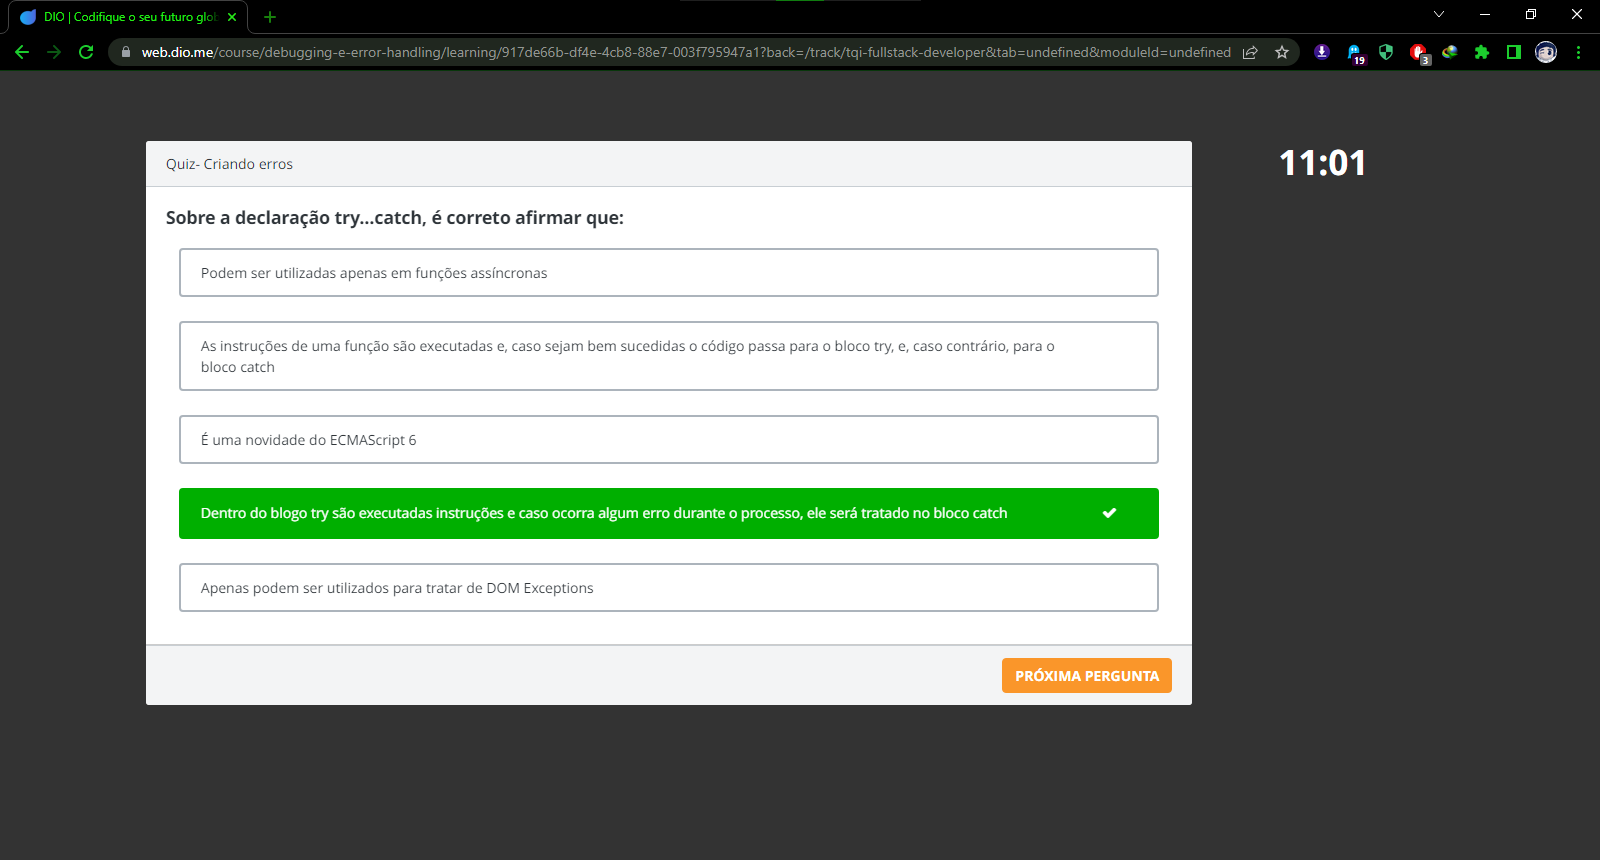 DIO | Codifique o seu futuro glob
web.dio.me/course/debugging-e-error-handling/learning/917de66b-df4e-4cb8-88e7-003f795947a1?back=/track/tqi-fullstack-developer&tab=undefined&moduleId=undefined
19
3
Quiz- Criando erros
11:01
Sobre a declaração try...catch, é correto afirmar que:
Podem ser utilizadas apenas em funções assíncronas
As instruções de uma função são executadas e, caso sejam bem sucedidas o código passa para o bloco try, e, caso contrário, para o
bloco catch
É uma novidade do ECMAScript 6
Dentro do blogo try são executadas instruções e caso ocorra algum erro durante o processo, ele será tratado no bloco catch
Apenas podem ser utilizados para tratar de DOM Exceptions
PRÓXIMA PERGUNTA